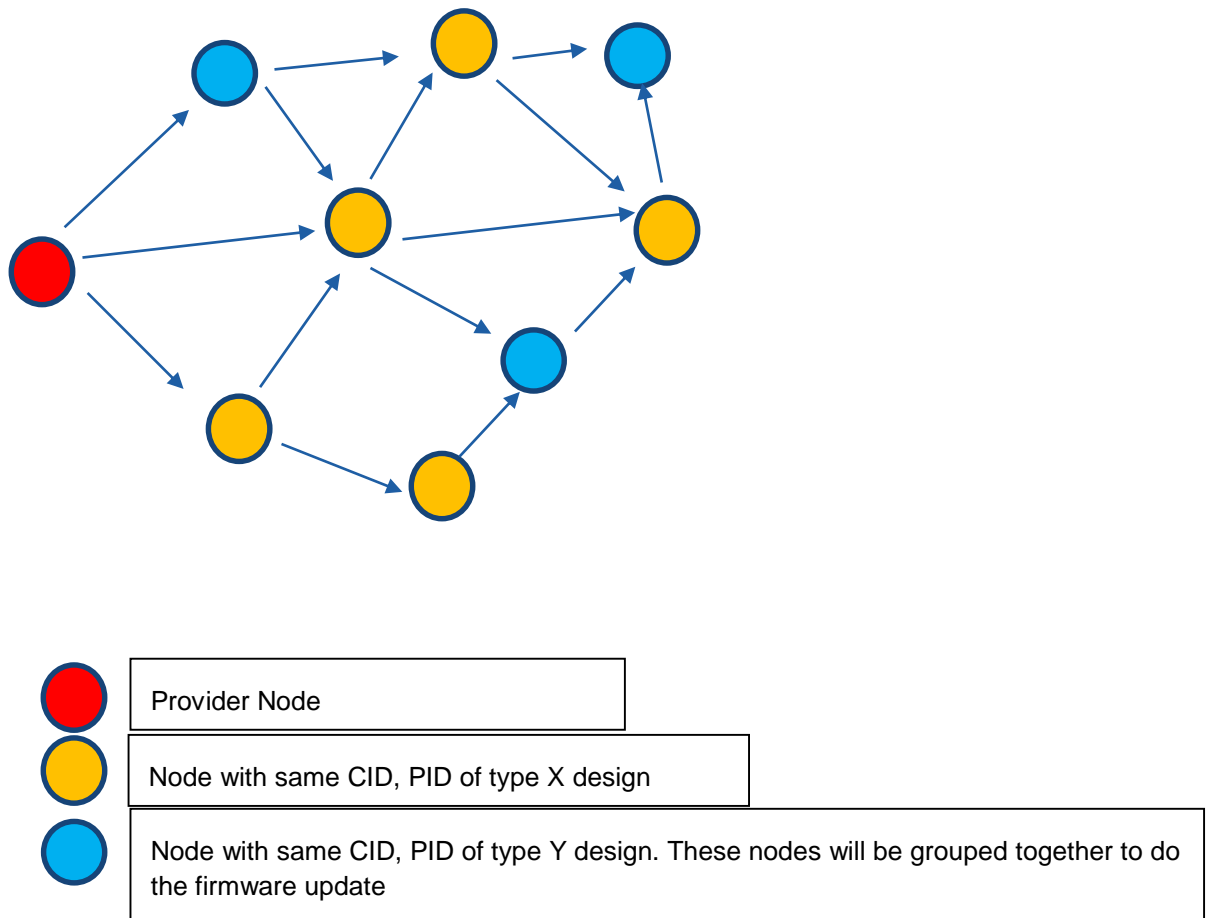 Provider Node
Node with same CID, PID of type X design
Node with same CID, PID of type Y design. These nodes will be grouped together to do
the firmware update